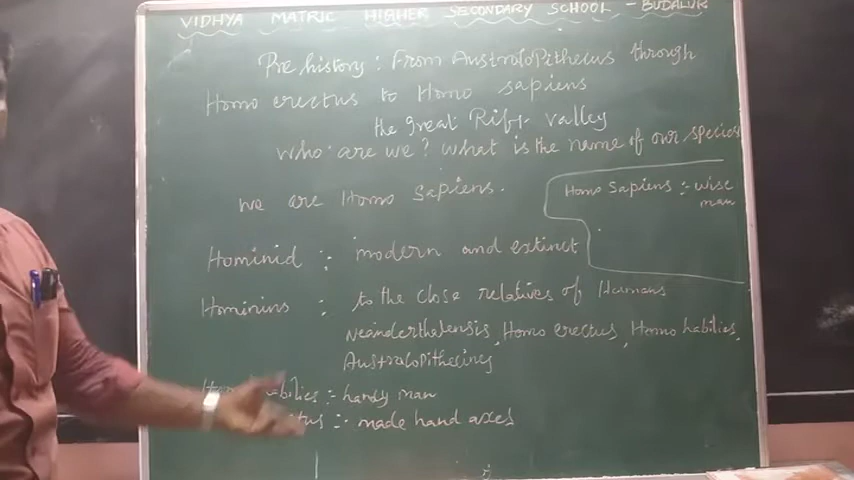 VIDHYA MATRIC HIGHER SECONDARY SCHOOL - BUDALUR
Pre history : From Australopithecus through
Homo erectus to Homo sapiens
the Great Rift valley
who are we? what is the name of our species
we are Homo Sapiens.
Homo Sapiens :- wise
man
Hominid :- modern and extinct
Hominins : to the close relatives of Humans
Neanderthalensis, Homo erectus, Homo habilies,
Australopithecines
bilies :- handy man
tus :- made hand axes